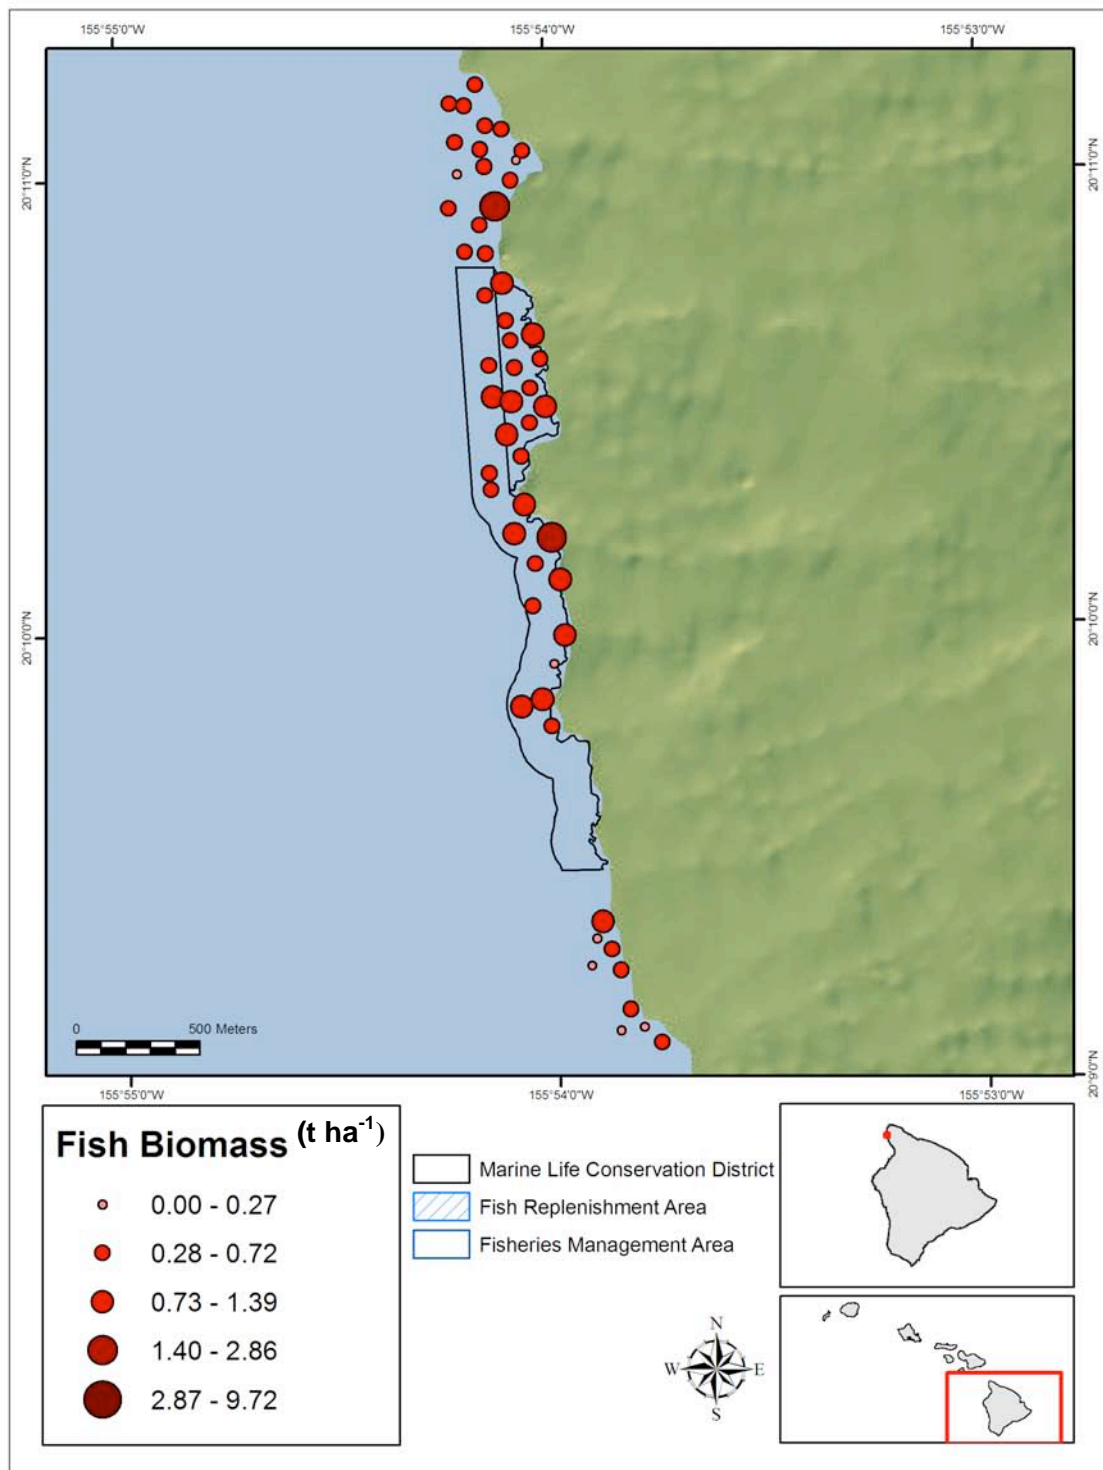 155°55'0"W 155°54'0"W 155°53'0"W
20°11'0"N
20°11'0"N
20°10'0"N
20°10'0"N
20°9'0"N
0 500 Meters
155°55'0"W 155°54'0"W 155°53'0"W
Fish Biomass (t ha-1)
0.00 - 0.27
0.28 - 0.72
0.73 - 1.39
1.40 - 2.86
2.87 - 9.72
Marine Life Conservation District
Fish Replenishment Area
Fisheries Management Area
N
W E
S